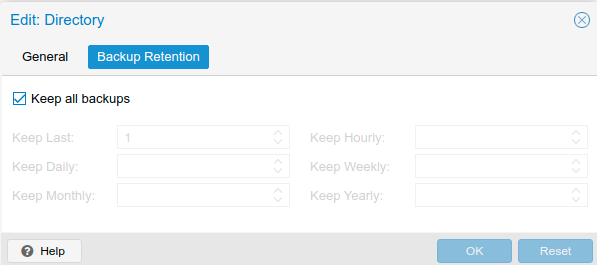 Edit: Directory
General Backup Retention
Keep all backups
Keep Last: 1 Keep Hourly:
Keep Daily: Keep Weekly:
Keep Monthly: Keep Yearly:
? Help OK Reset